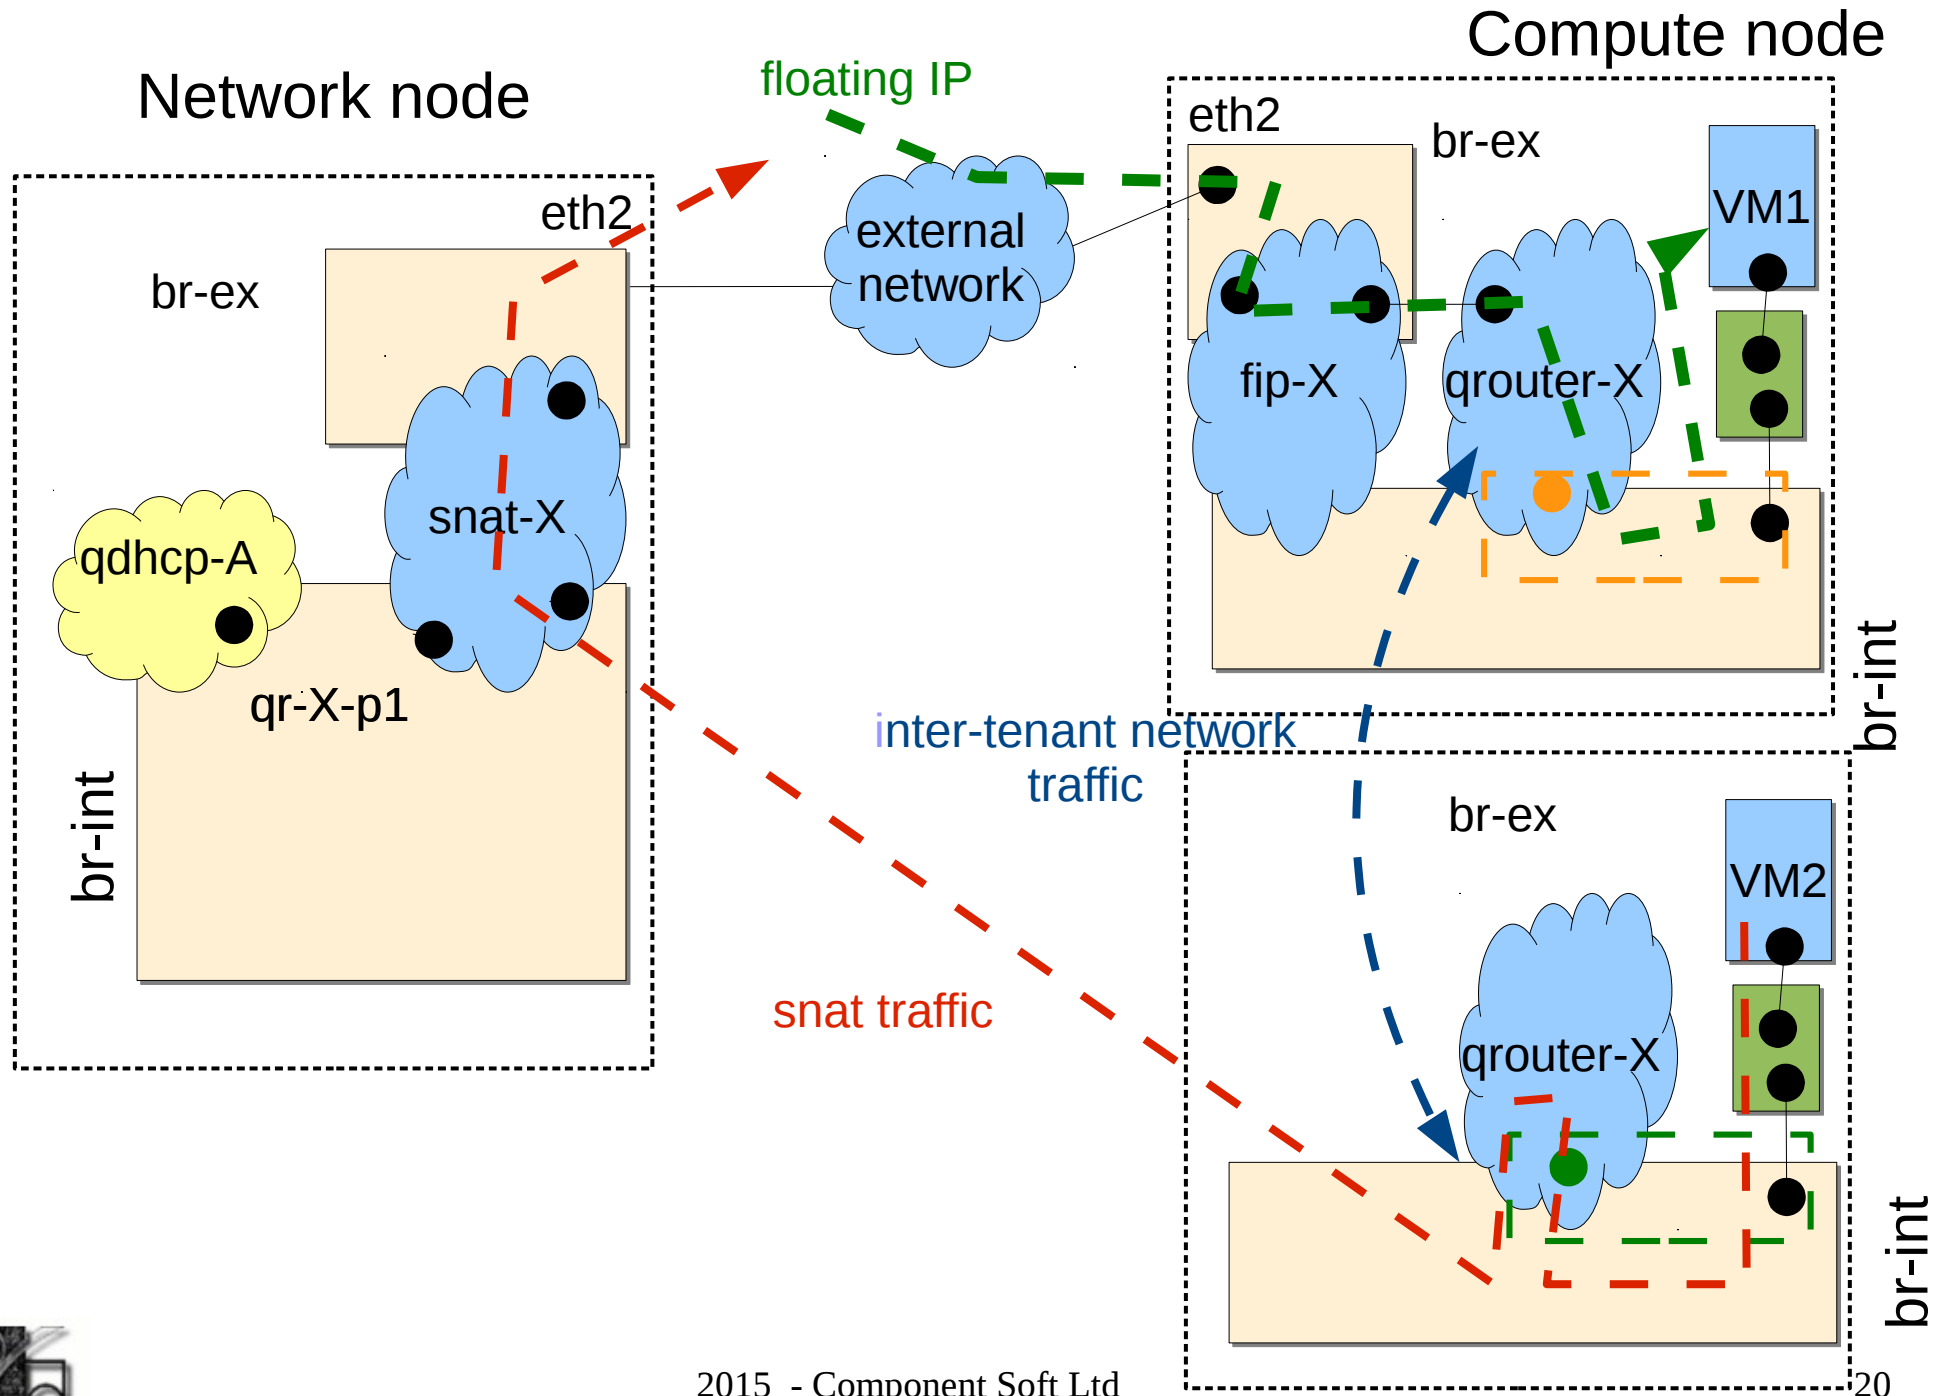 Compute node
Network node
floating IP
eth2
br-ex
VM1
eth2
br-ex
external
network
fip-X
qrouter-X
snat-X
qdhcp-A
qr-X-p1
br-int
br-int
inter-tenant network
traffic
br-ex
VM2
snat traffic
qrouter-X
br-int
2015 - Component Soft Ltd
20